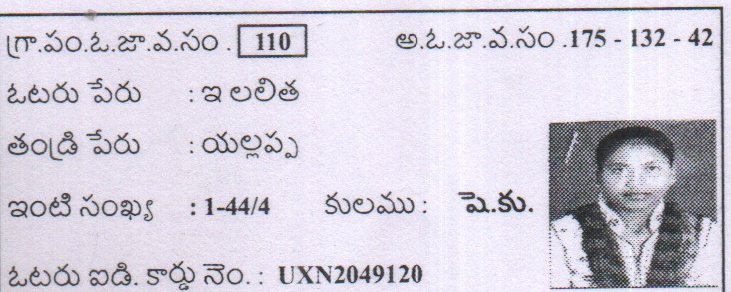 గ్రా.పం.ఓ.జా.వ.సం . 110 అ.ఓ.జా.వ.సం .175 - 132 - 42
ఓటరు పేరు : ఇ లలిత
తండ్రి పేరు : యల్లప్ప
ఇంటి సంఖ్య : 1-44/4 కులము : షె.కు.
ఓటరు ఐడి. కార్డు నెం. : UXN2049120